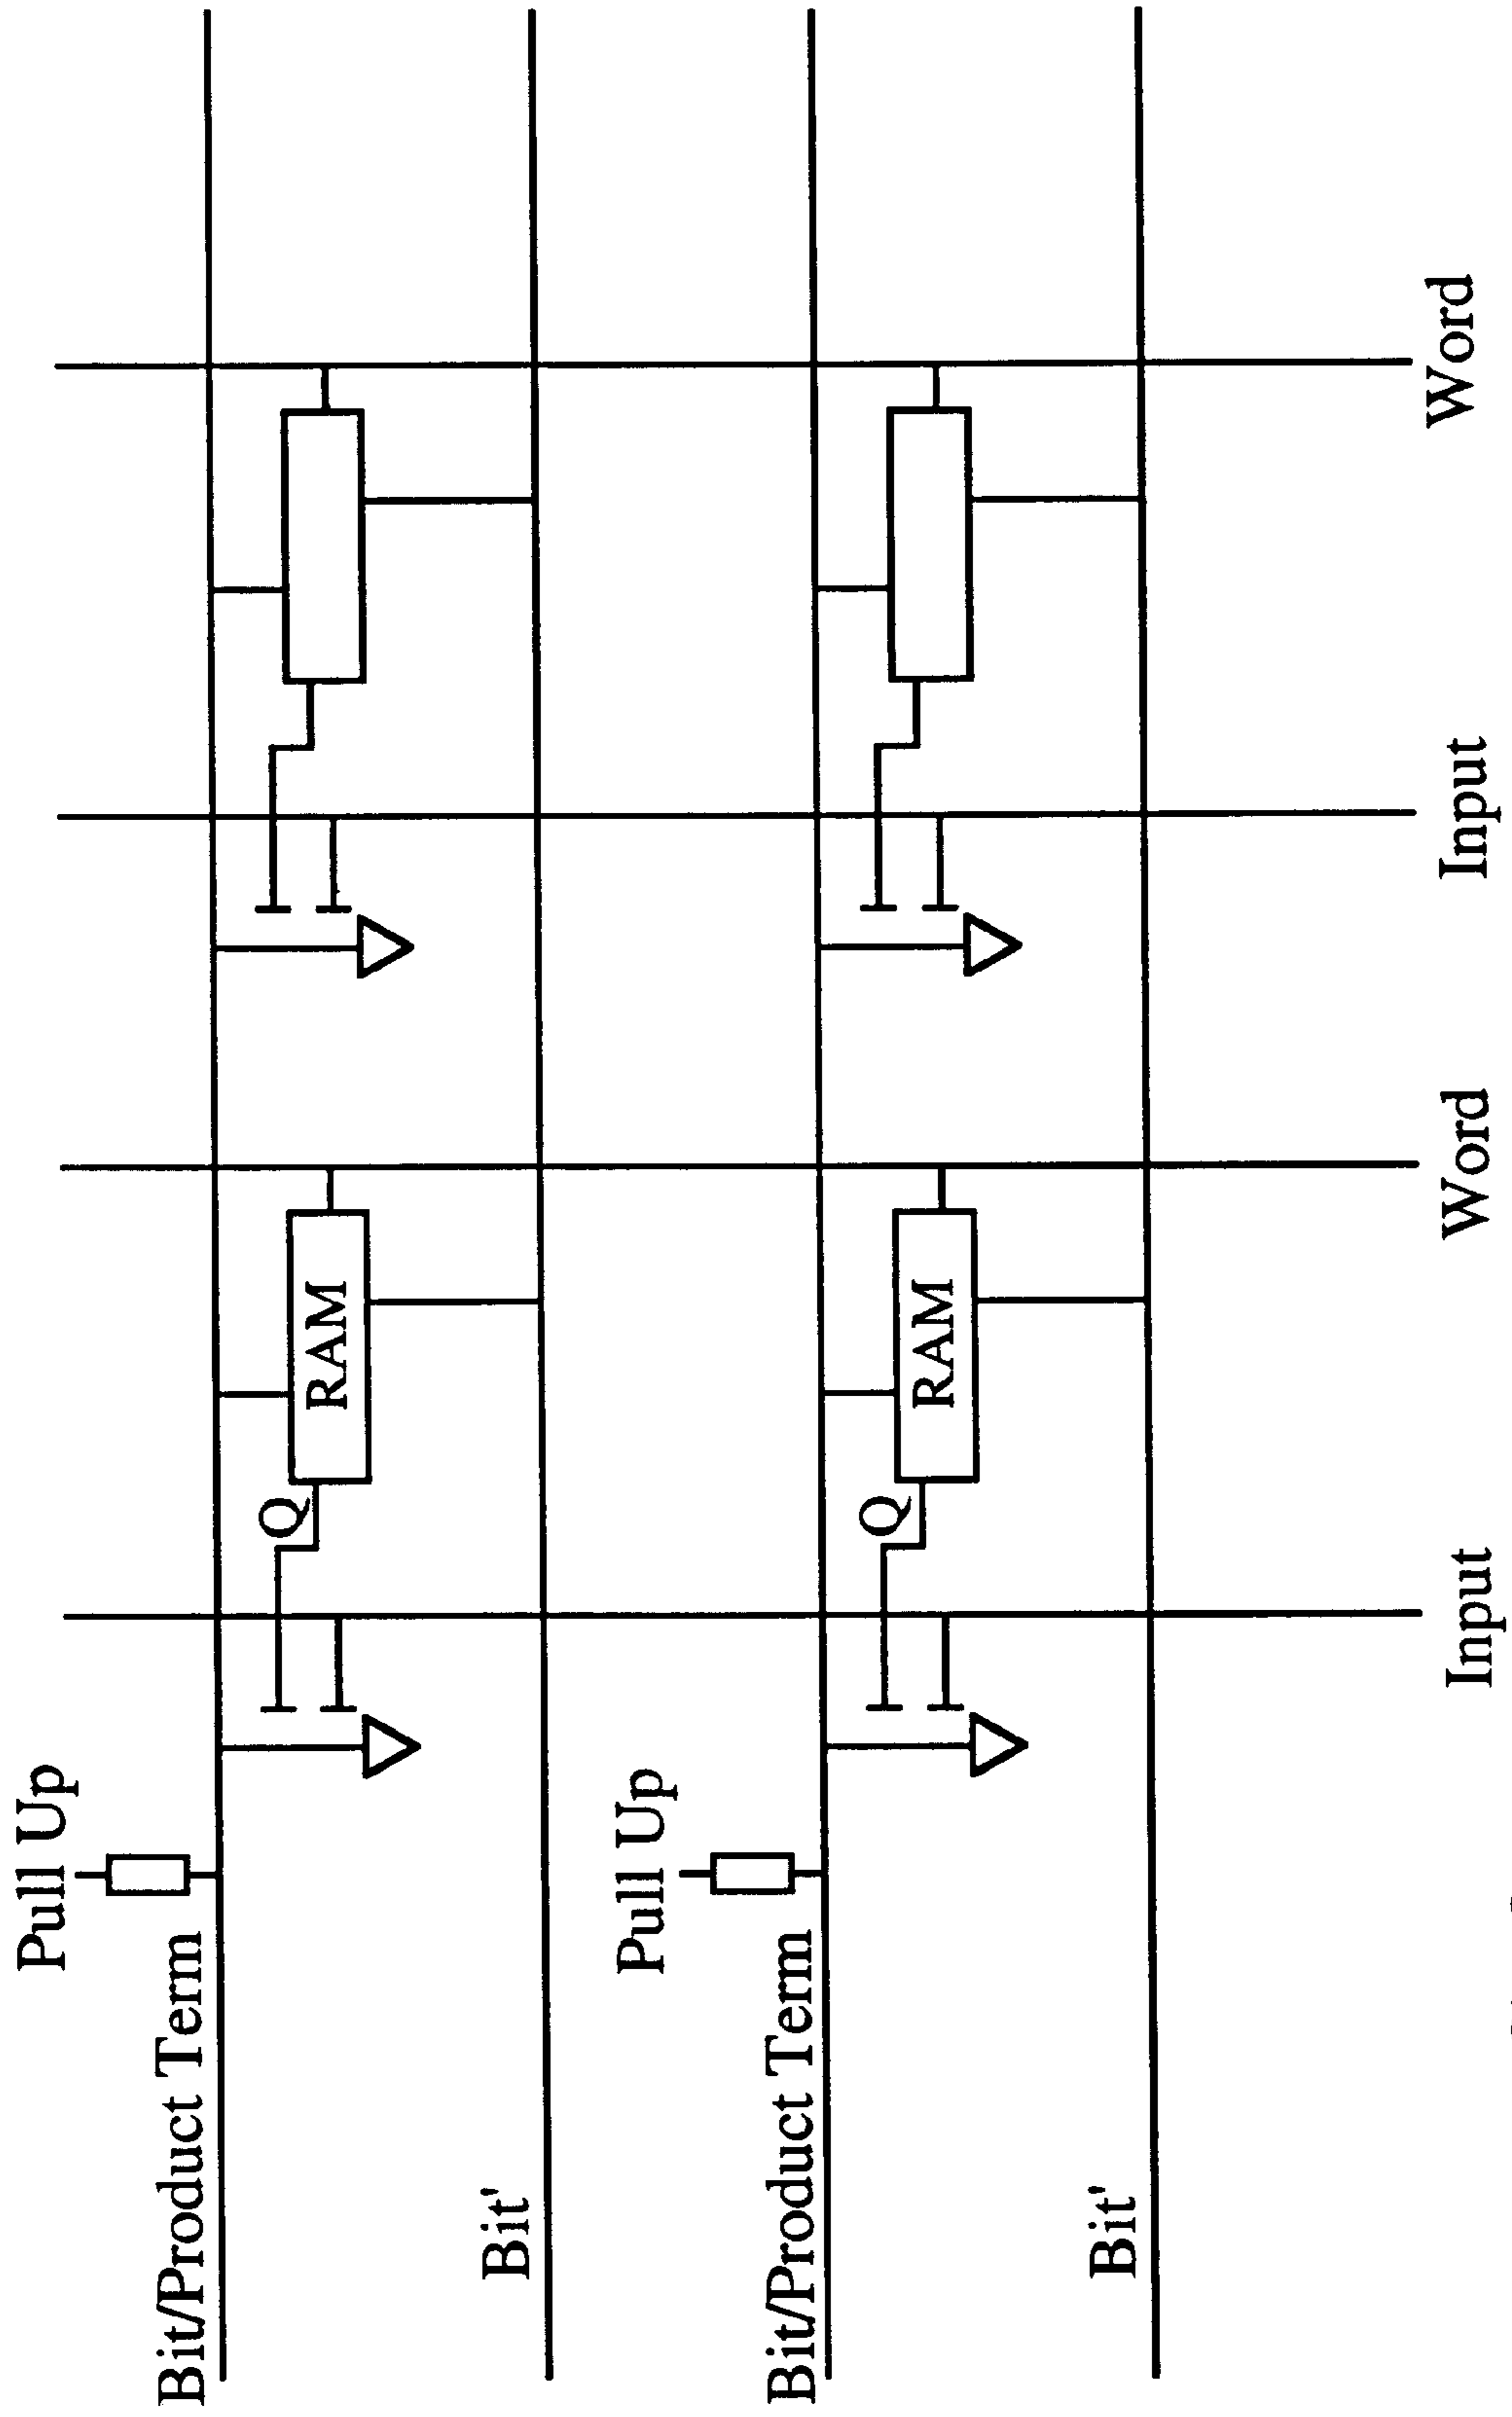 Pull Up
Bit/Product Term
Q
RAM
Bit'
Pull Up
Bit/Product Term
Q
RAM
Bit'
Input Word Input Word